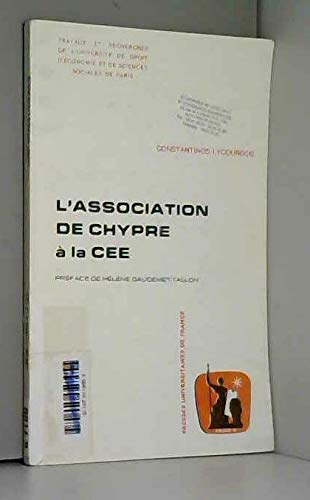 TRAVAUX ET RECHERCHES
DE L'UNIVERSITÉ DE DROIT
D'ÉCONOMIE ET DE SCIENCES
SOCIALES DE PARIS
CONSTANTINOS LYCOURGOS
L'ASSOCIATION
DE CHYPRE
à la CEE
PRÉFACE DE HÉLÈNE GAUDEMET-TALLON
PRESSES UNIVERSITAIRES DE FRANCE